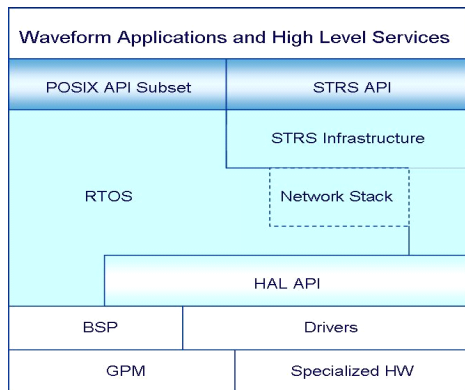 Waveform Applications and High Level Services
POSIX API Subset STRS API
STRS Infrastructure
RTOS Network Stack
HAL API
BSP Drivers
GPM Specialized HW